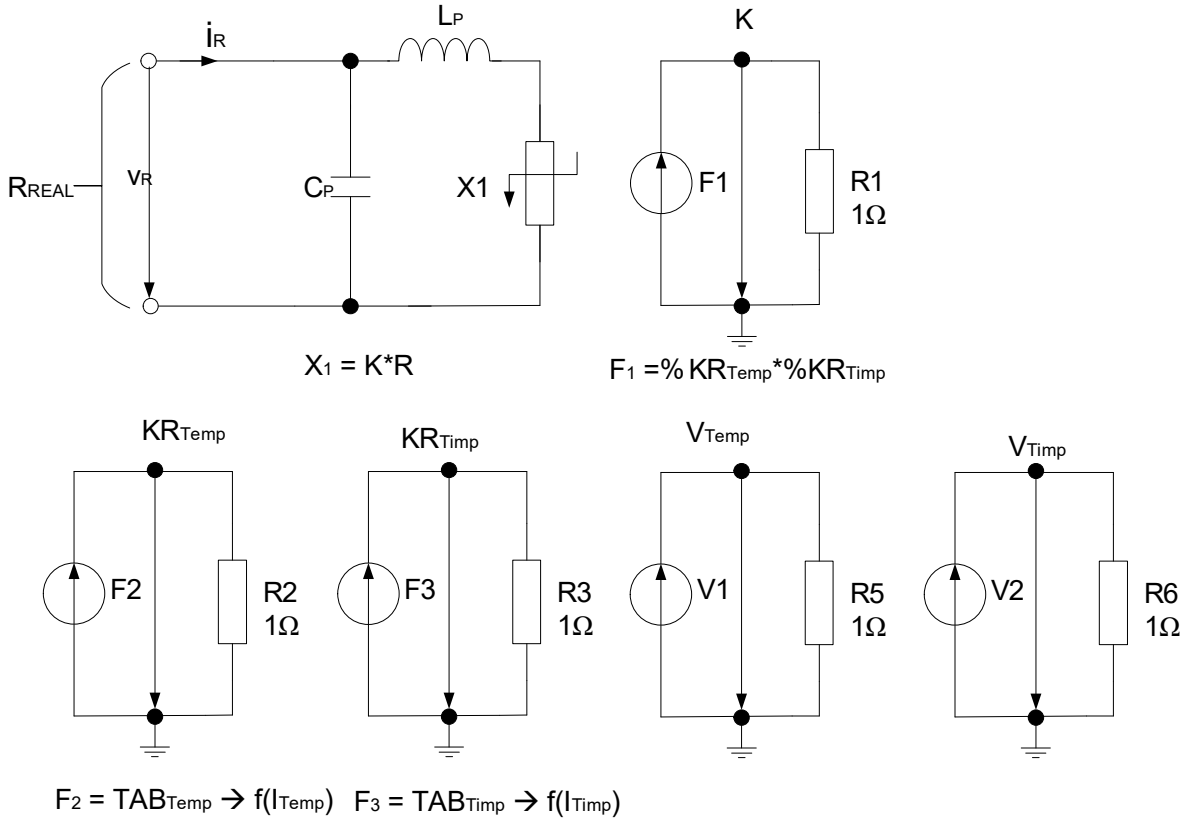 LP
K
iR
RREAL
vR
CP
X1
F1
R1
1Ω
X1 = K*R
F1 =% KRTemp*%KRTimp
KRTemp
KRTimp
VTemp
VTimp
F2
R2
1Ω
F3
R3
1Ω
V1
R5
1Ω
V2
R6
1Ω
F2 = TABTemp → f(ITemp) F3 = TABTimp → f(ITimp)